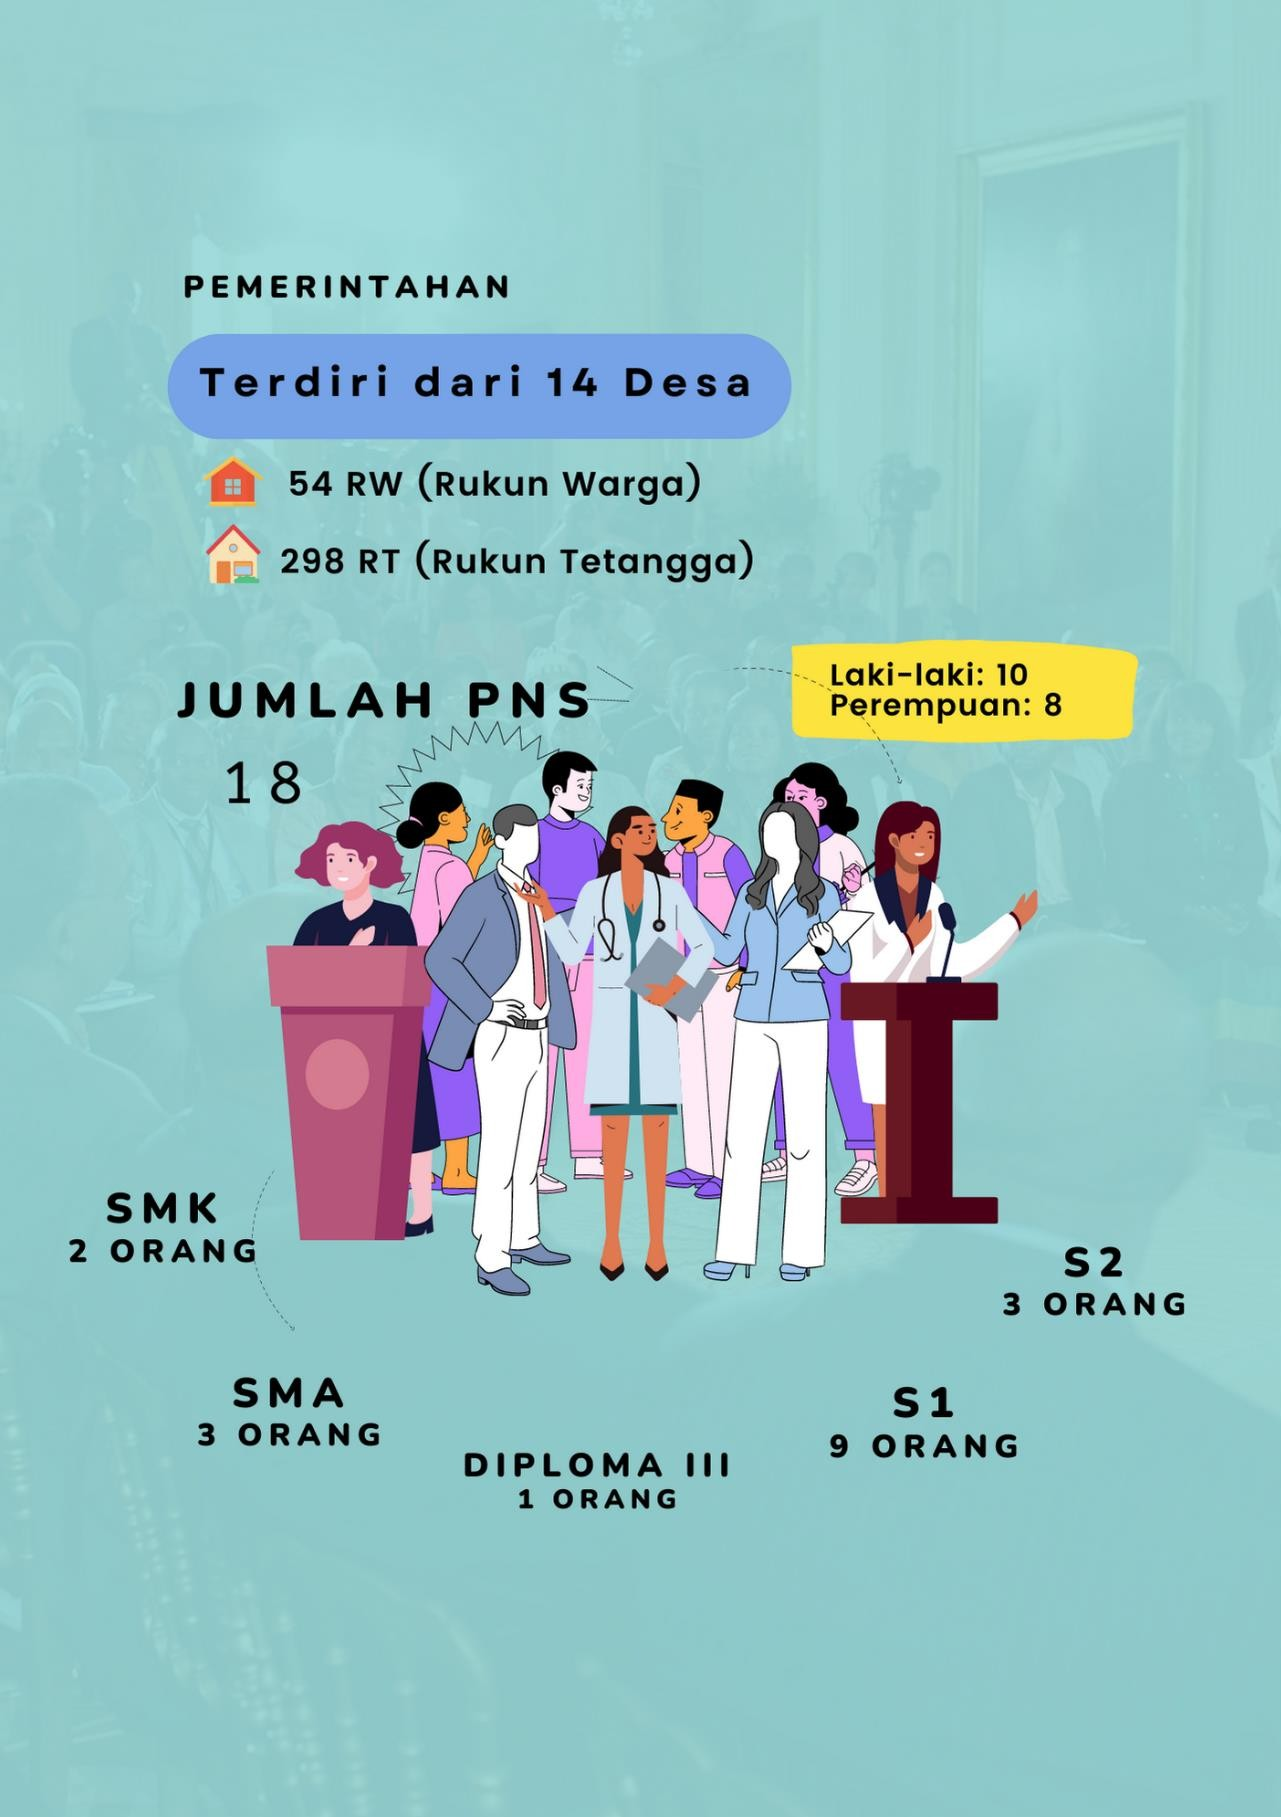 PEMERINTAHAN
Terdiri dari 14 Desa
54 RW (Rukun Warga)
298 RT (Rukun Tetangga)
Laki-laki: 10
Perempuan: 8
JUMLAH PNS
18
SMK
2 ORANG
S2
3 ORANG
SMA
3 ORANG
S1
9 ORANG
DIPLOMA III
1 ORANG